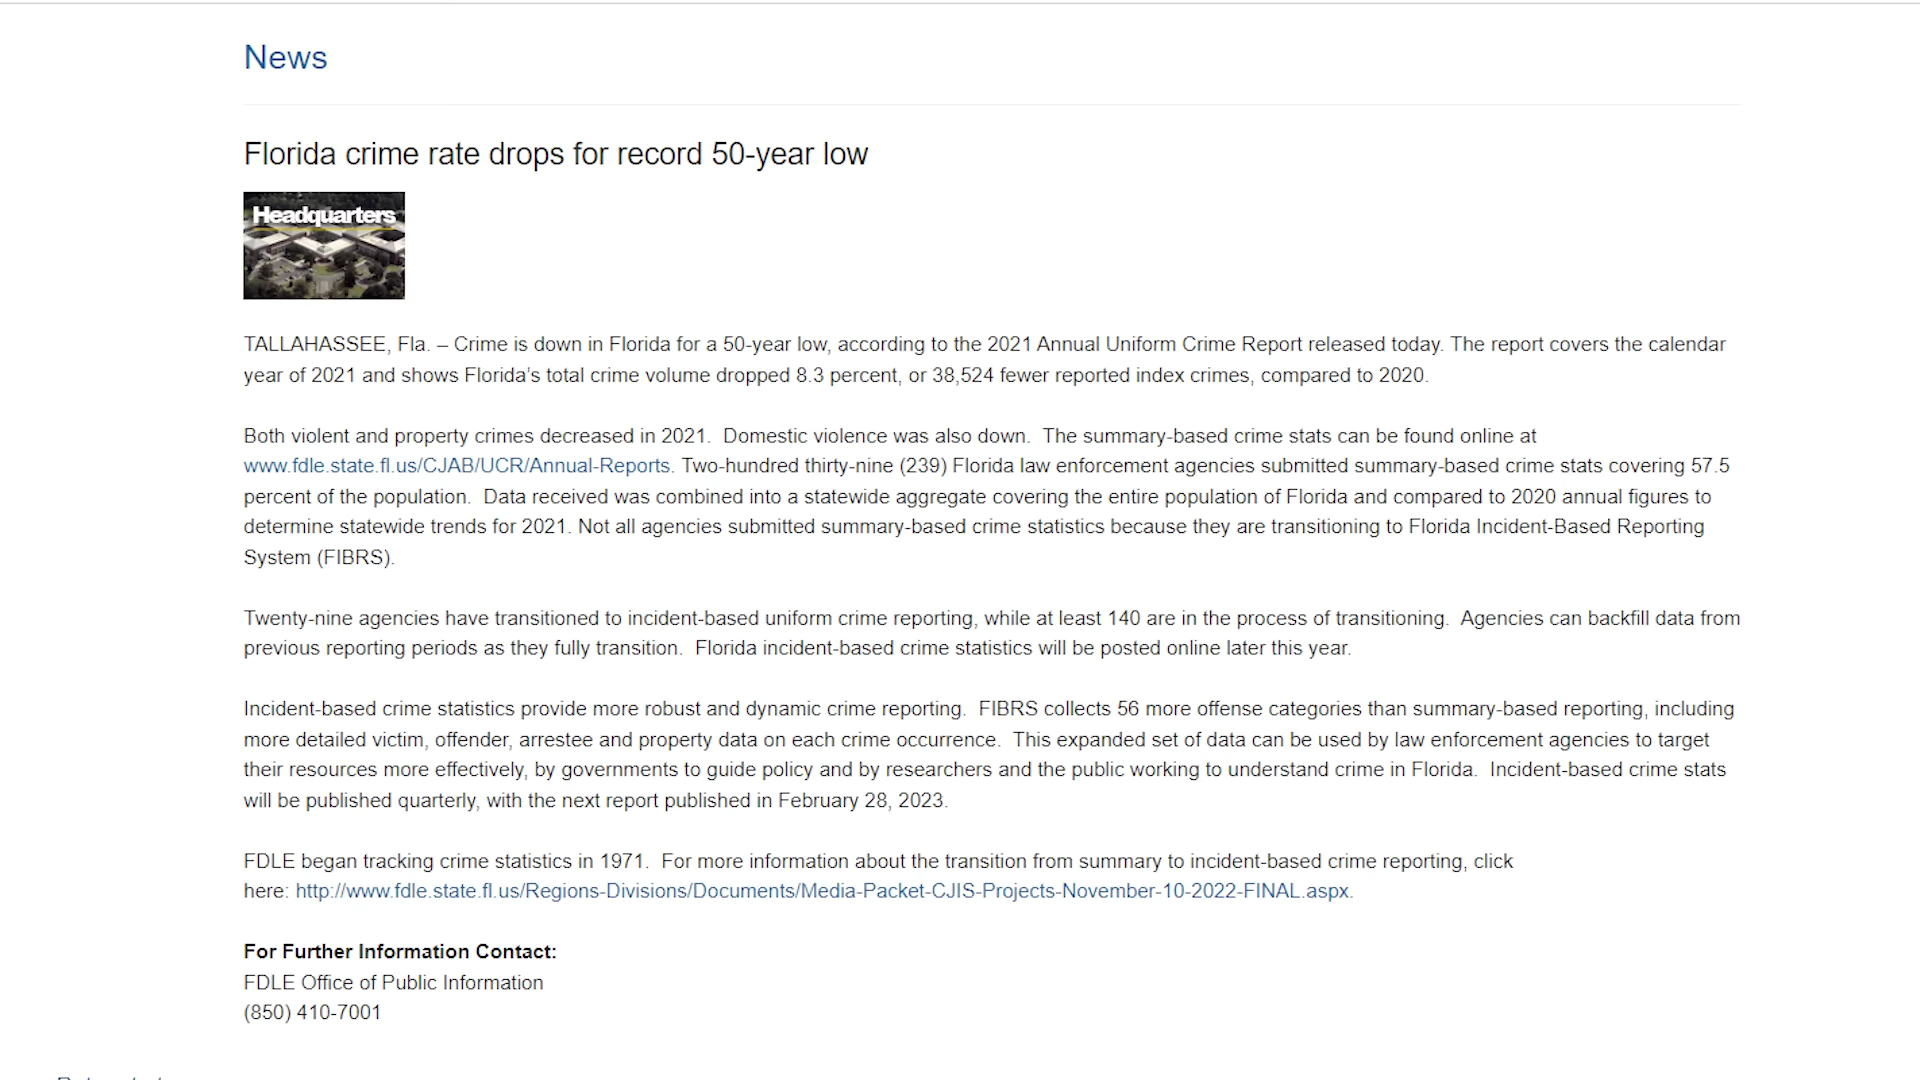 News
Florida crime rate drops for record 50-year low
Headquarters
TALLAHASSEE, Fla. – Crime is down in Florida for a 50-year low, according to the 2021 Annual Uniform Crime Report released today. The report covers the calendar
year of 2021 and shows Florida's total crime volume dropped 8.3 percent, or 38,524 fewer reported index crimes, compared to 2020.
Both violent and property crimes decreased in 2021.  Domestic violence was also down.  The summary-based crime stats can be found online at
www.fdle.state.fl.us/CJAB/UCR/Annual-Reports. Two-hundred thirty-nine (239) Florida law enforcement agencies submitted summary-based crime stats covering 57.5
percent of the population.  Data received was combined into a statewide aggregate covering the entire population of Florida and compared to 2020 annual figures to
determine statewide trends for 2021. Not all agencies submitted summary-based crime statistics because they are transitioning to Florida Incident-Based Reporting
System (FIBRS).
Twenty-nine agencies have transitioned to incident-based uniform crime reporting, while at least 140 are in the process of transitioning.  Agencies can backfill data from
previous reporting periods as they fully transition.  Florida incident-based crime statistics will be posted online later this year.
Incident-based crime statistics provide more robust and dynamic crime reporting.  FIBRS collects 56 more offense categories than summary-based reporting, including
more detailed victim, offender, arrestee and property data on each crime occurrence.  This expanded set of data can be used by law enforcement agencies to target
their resources more effectively, by governments to guide policy and by researchers and the public working to understand crime in Florida.  Incident-based crime stats
will be published quarterly, with the next report published in February 28, 2023.
FDLE began tracking crime statistics in 1971.  For more information about the transition from summary to incident-based crime reporting, click
here: http://www.fdle.state.fl.us/Regions-Divisions/Documents/Media-Packet-CJIS-Projects-November-10-2022-FINAL.aspx.
For Further Information Contact:
FDLE Office of Public Information
(850) 410-7001